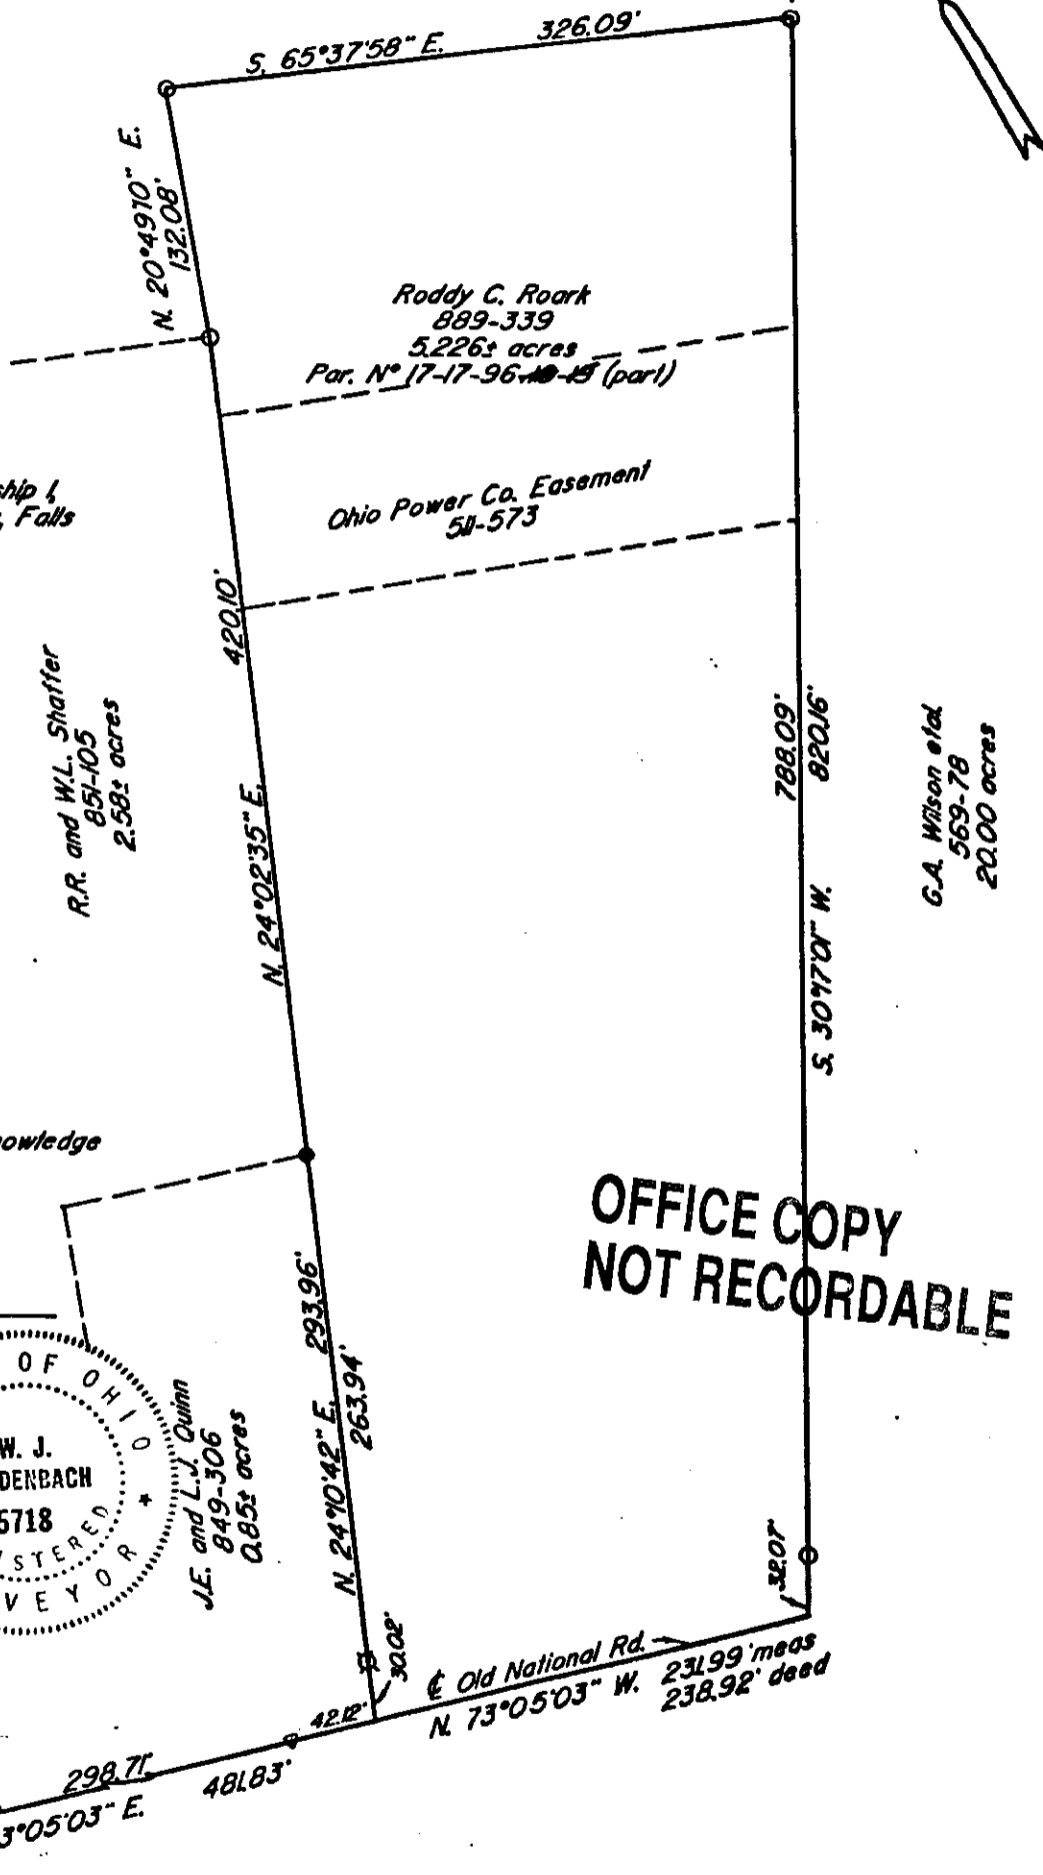 S. 65°37'58" E. 326.09'
N. 20°49'10" E.
132.08'
Roddy C. Roark
889-339
5.226± acres
Par. Nº 17-17-96 (part)
ship 1,
, Falls
Ohio Power Co. Easement
511-573
420.10'
N. 24°02'35" E.
R.R. and W.L. Shaffer
851-105
2.58± acres
788.09'
820.16'
S. 30°17'01" W.
G.A. Wilson etal.
569-78
20.00 acres
owledge
OFFICE COPY
NOT RECORDABLE
293.96'
N. 24°10'42" E.
263.94'
OF OHIO
W. J.
DENBACH
5718
STERED
VEYOR
J.E. and L.J. Quinn
849-306
0.85± acres
32.07'
30.02'
℄ Old National Rd.
N. 73°05'03" W. 231.99' meas
238.92' deed
42.12'
298.71'
481.83'
3°05'03" E.